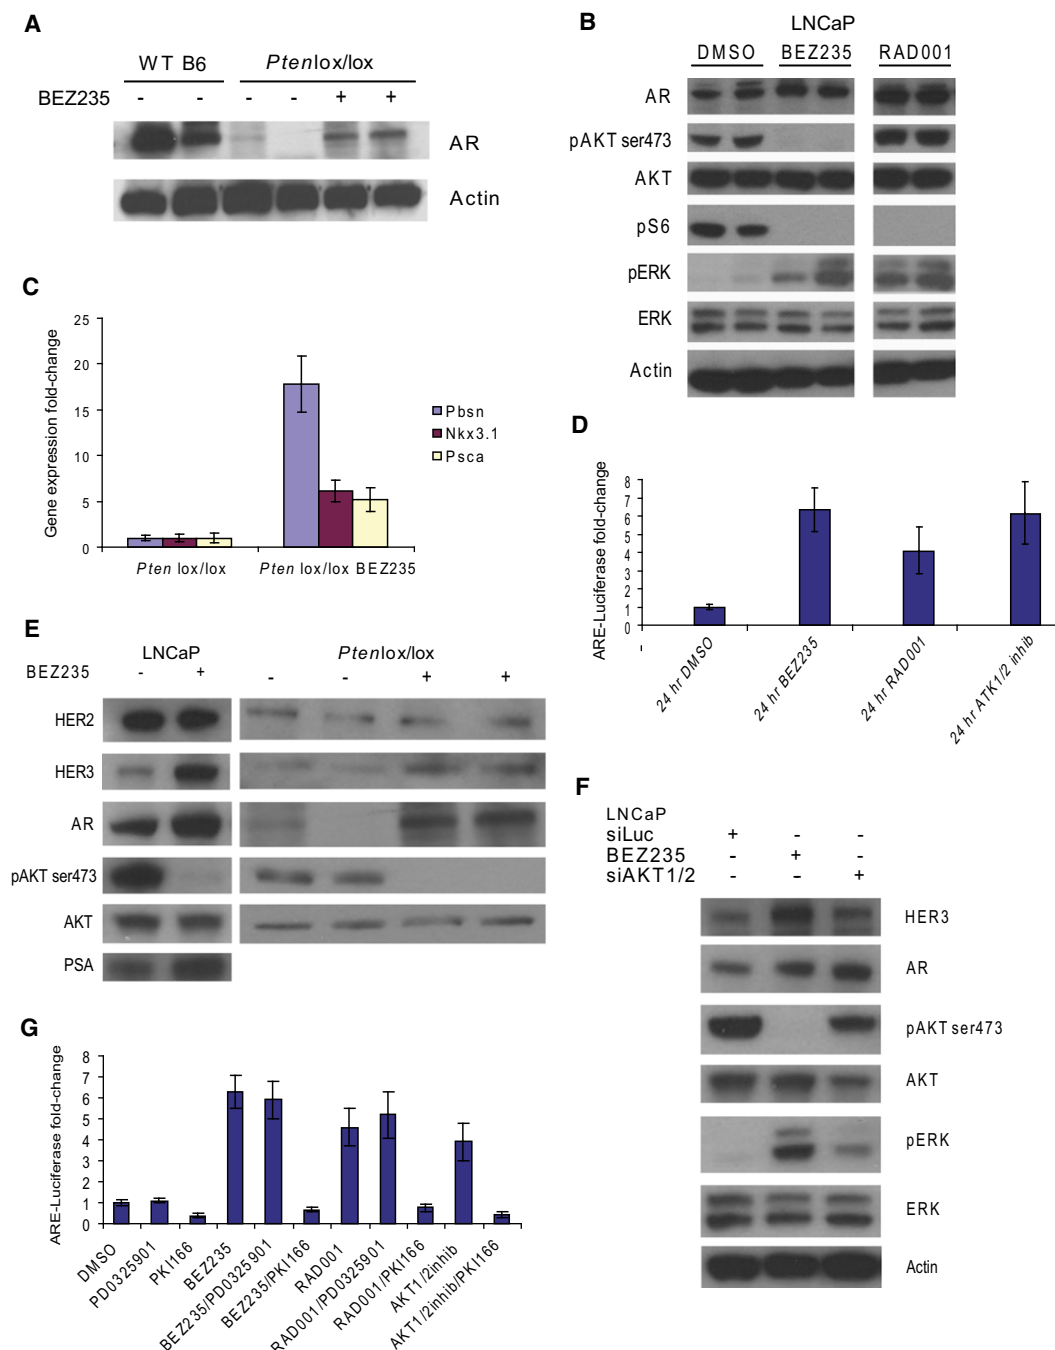 A
WT B6
Ptenlox/lox
BEZ235
- - - - + +
AR
Actin
B
LNCaP
DMSO BEZ235 RAD001
AR
pAKT ser473
AKT
pS6
pERK
ERK
Actin
C
Gene expression fold-change
25
20
15
10
5
0
Pten lox/lox
Pten lox/lox BEZ235
Pbsn
Nkx3.1
Psca
D
ARE-Luciferase fold-change
8
7
6
5
4
3
2
1
0
24 hr DMSO
24 hr BEZ235
24 hr RAD001
24 hr ATK1/2 inhib
E
LNCaP
Ptenlox/lox
BEZ235
- + - - + +
HER2
HER3
AR
pAKT ser473
AKT
PSA
F
LNCaP
siLuc + - -
BEZ235 - + -
siAKT1/2 - - +
HER3
AR
pAKT ser473
AKT
pERK
ERK
Actin
G
ARE-Luciferase fold-change
8
7
6
5
4
3
2
1
0
DMSO
PD0325901
PKI166
BEZ235
BEZ235/PD0325901
BEZ235/PKI166
RAD001
RAD001/PD0325901
RAD001/PKI166
AKT1/2inhib
AKT1/2inhib/PKI166